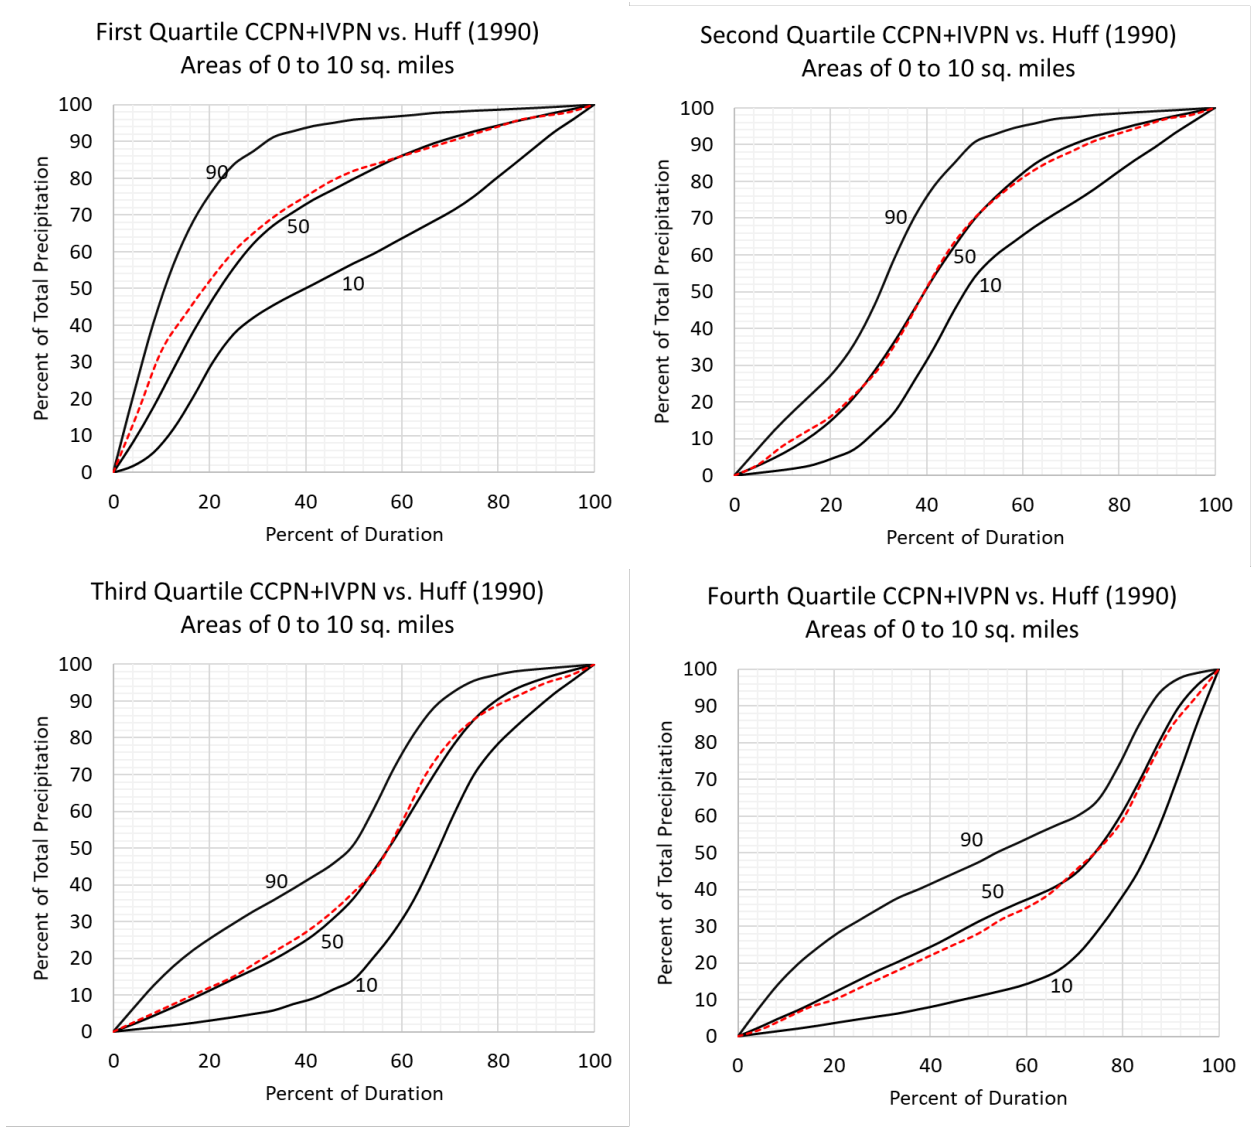 First Quartile CCPN+IVPN vs. Huff (1990)
Areas of 0 to 10 sq. miles
Percent of Total Precipitation
100
90
80
70
60
50
40
30
20
10
0
90
50
10
0 20 40 60 80 100
Percent of Duration
Second Quartile CCPN+IVPN vs. Huff (1990)
Areas of 0 to 10 sq. miles
Percent of Total Precipitation
100
90
80
70
60
50
40
30
20
10
0
90
50
10
0 20 40 60 80 100
Percent of Duration
Third Quartile CCPN+IVPN vs. Huff (1990)
Areas of 0 to 10 sq. miles
Percent of Total Precipitation
100
90
80
70
60
50
40
30
20
10
0
90
50
10
0 20 40 60 80 100
Percent of Duration
Fourth Quartile CCPN+IVPN vs. Huff (1990)
Areas of 0 to 10 sq. miles
Percent of Total Precipitation
100
90
80
70
60
50
40
30
20
10
0
90
50
10
0 20 40 60 80 100
Percent of Duration